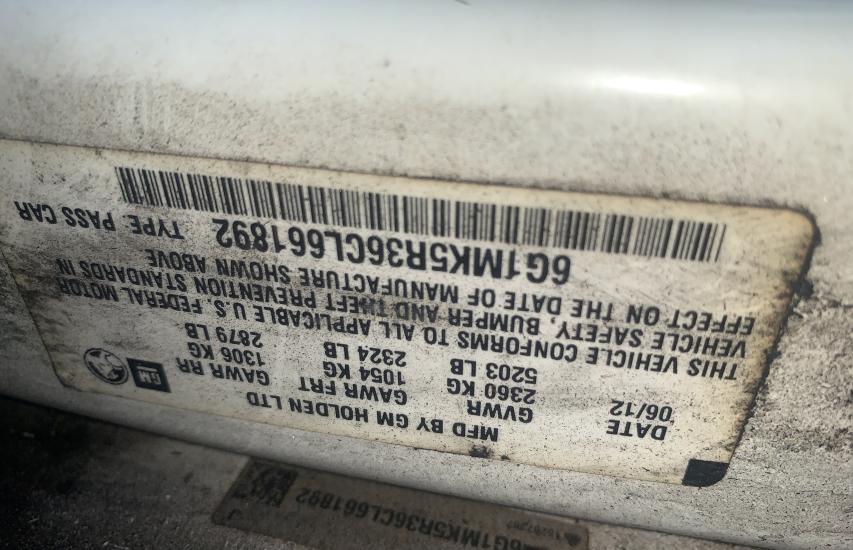 MFD BY GM HOLDEN LTD
DATE GVWR GAWR FRT GAWR RR
06/12 2360 KG 1054 KG 1306 KG
5203 LB 2324 LB 2879 LB
GM
THIS VEHICLE CONFORMS TO ALL APPLICABLE U.S. FEDERAL MOTOR
VEHICLE SAFETY, BUMPER AND THEFT PREVENTION STANDARDS IN
EFFECT ON THE DATE OF MANUFACTURE SHOWN ABOVE
6G1MK5R36CL661892 TYPE: PASS CAR
6G1MK5R36CL661892